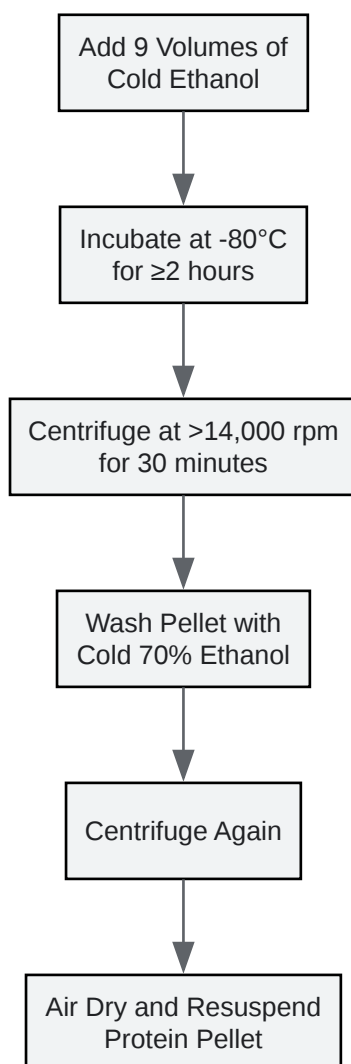 Add 9 Volumes of
Cold Ethanol
Incubate at -80°C
for ≥2 hours
Centrifuge at >14,000 rpm
for 30 minutes
Wash Pellet with
Cold 70% Ethanol
Centrifuge Again
Air Dry and Resuspend
Protein Pellet